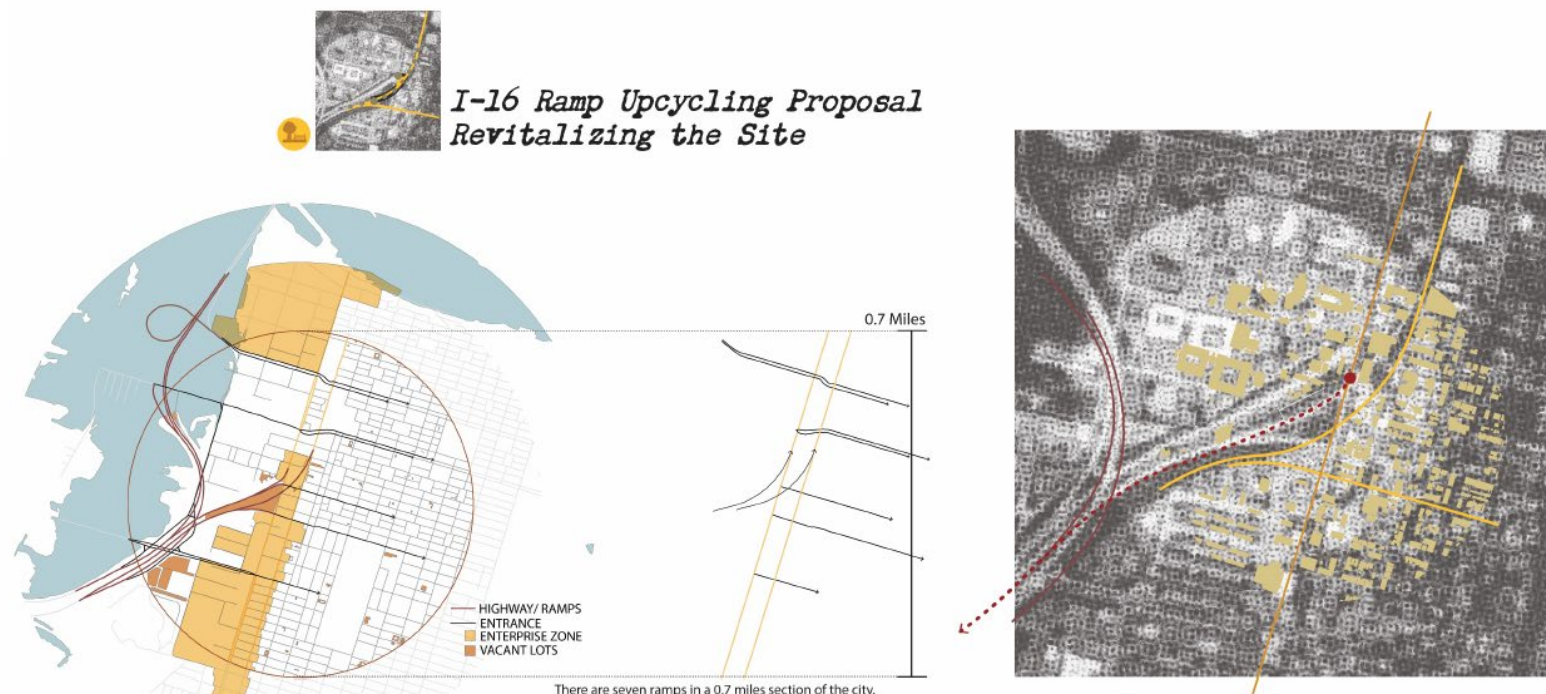 I-16 Ramp Upcycling Proposal
Revitalizing the Site
0.7 Miles
HIGHWAY/ RAMPS
ENTRANCE
ENTERPRISE ZONE
VACANT LOTS
There are seven ramps in a 0.7 miles section of the city.